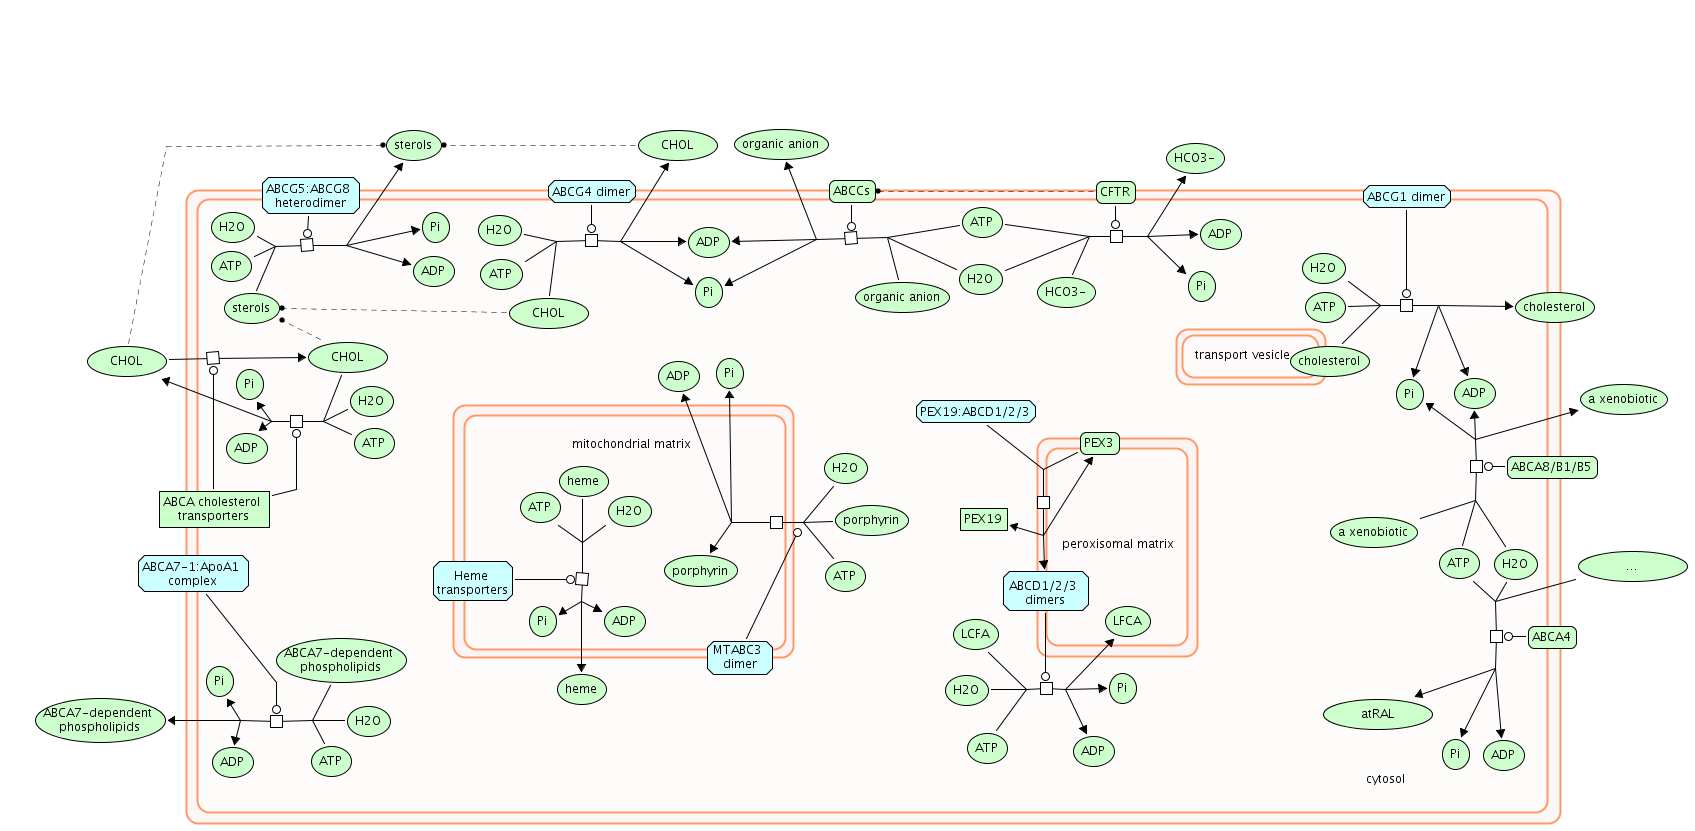 sterols
CHOL
organic anion
HCO3-
ABCG5:ABCG8
heterodimer
ABCG4 dimer
ABCCs
CFTR
ABCG1 dimer
H2O
Pi
ATP
ADP
sterols
H2O
ATP
CHOL
ADP
Pi
ATP
H2O
organic anion
HCO3-
ADP
Pi
H2O
ATP
cholesterol
cholesterol
transport vesicle
CHOL
CHOL
Pi
H2O
ADP
ATP
ABCA cholesterol
transporters
ADP
Pi
mitochondrial matrix
heme
ATP
H2O
H2O
porphyrin
ATP
porphyrin
Heme
transporters
Pi
ADP
heme
MTABC3
dimer
PEX19:ABCD1/2/3
PEX3
PEX19
peroxisomal matrix
ABCD1/2/3
dimers
LCFA
LFCA
H2O
Pi
ATP
ADP
Pi
ADP
a xenobiotic
ABCA8/B1/B5
a xenobiotic
ATP
H2O
...
ABCA4
atRAL
Pi
ADP
cytosol
ABCA7-1:ApoA1
complex
ABCA7-dependent
phospholipids
Pi
ABCA7-dependent
phospholipids
H2O
ADP
ATP